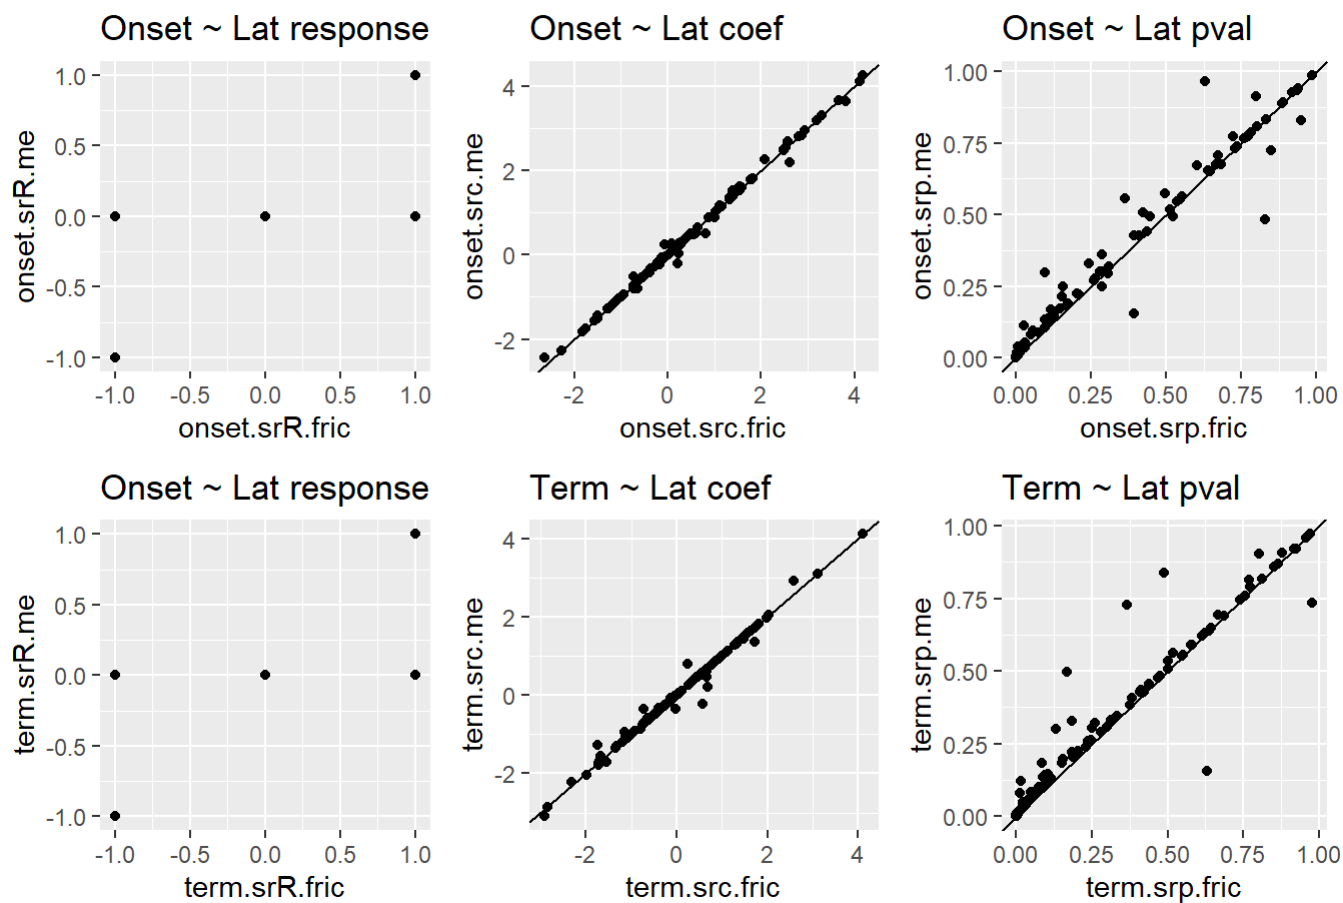 Onset ~ Lat response
1.0
0.5
0.0
-0.5
-1.0
onset.srR.me
-1.0 -0.5 0.0 0.5 1.0
onset.srR.fric
Onset ~ Lat coef
4
2
0
-2
onset.src.me
-2 0 2 4
onset.src.fric
Onset ~ Lat pval
1.00
0.75
0.50
0.25
0.00
onset.srp.me
0.00 0.25 0.50 0.75 1.00
onset.srp.fric
Onset ~ Lat response
1.0
0.5
0.0
-0.5
-1.0
term.srR.me
-1.0 -0.5 0.0 0.5 1.0
term.srR.fric
Term ~ Lat coef
4
2
0
-2
term.src.me
-2 0 2 4
term.src.fric
Term ~ Lat pval
1.00
0.75
0.50
0.25
0.00
term.srp.me
0.00 0.25 0.50 0.75 1.00
term.srp.fric